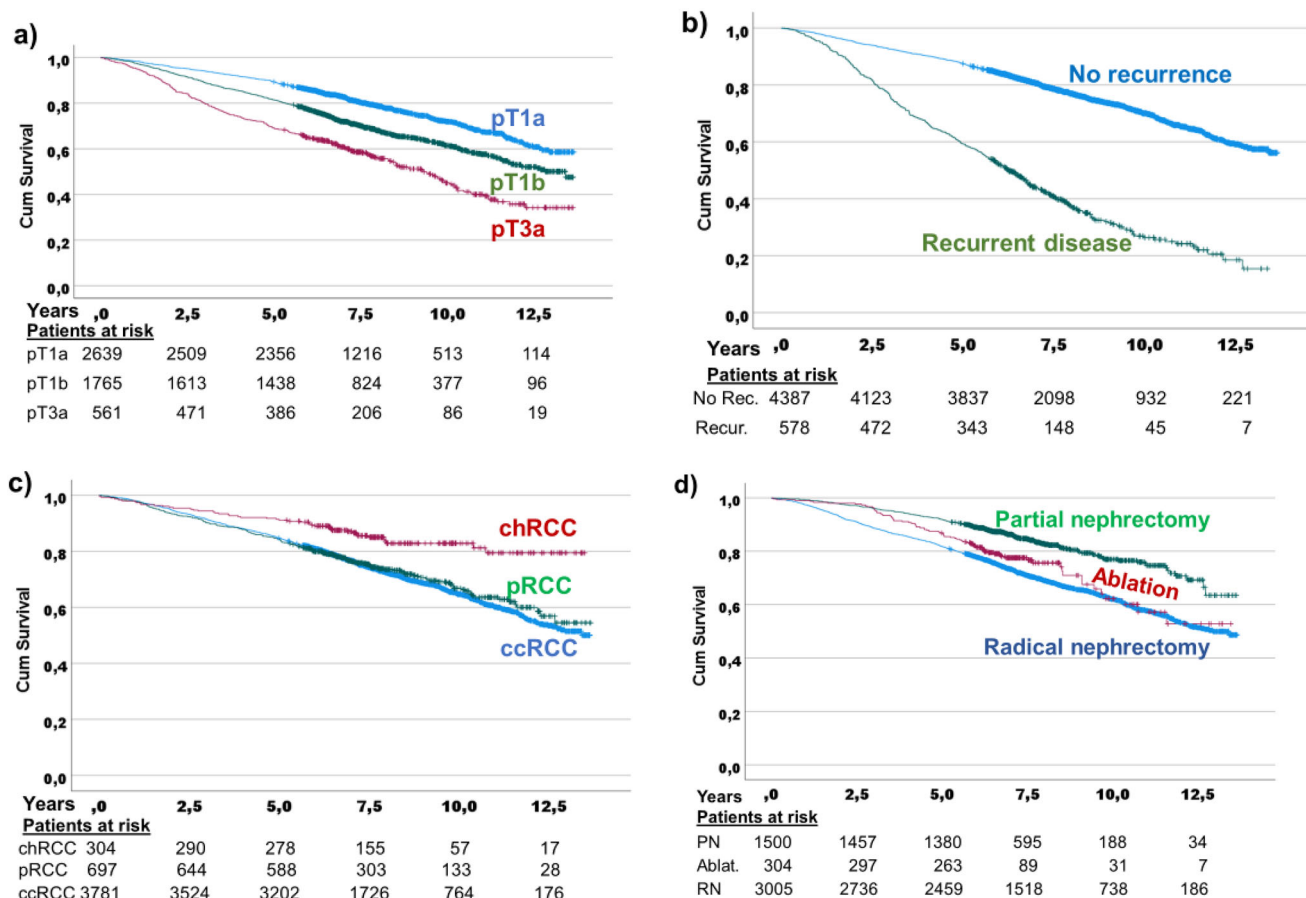 a)
1,0
0,8
0,6
0,4
0,2
0,0
Cum Survival
pT1a
pT1b
pT3a
Years ,0 2,5 5,0 7,5 10,0 12,5
Patients at risk
pT1a 2639 2509 2356 1216 513 114
pT1b 1765 1613 1438 824 377 96
pT3a 561 471 386 206 86 19
b)
1,0
0,8
0,6
0,4
0,2
0,0
Cum Survival
No recurrence
Recurrent disease
Years ,0 2,5 5,0 7,5 10,0 12,5
Patients at risk
No Rec. 4387 4123 3837 2098 932 221
Recur. 578 472 343 148 45 7
c)
1,0
0,8
0,6
0,4
0,2
0,0
Cum Survival
chRCC
pRCC
ccRCC
Years ,0 2,5 5,0 7,5 10,0 12,5
Patients at risk
chRCC 304 290 278 155 57 17
pRCC 697 644 588 303 133 28
ccRCC 3781 3524 3202 1726 764 176
d)
1,0
0,8
0,6
0,4
0,2
0,0
Cum Survival
Partial nephrectomy
Ablation
Radical nephrectomy
Years ,0 2,5 5,0 7,5 10,0 12,5
Patients at risk
PN 1500 1457 1380 595 188 34
Ablat. 304 297 263 89 31 7
RN 3005 2736 2459 1518 738 186